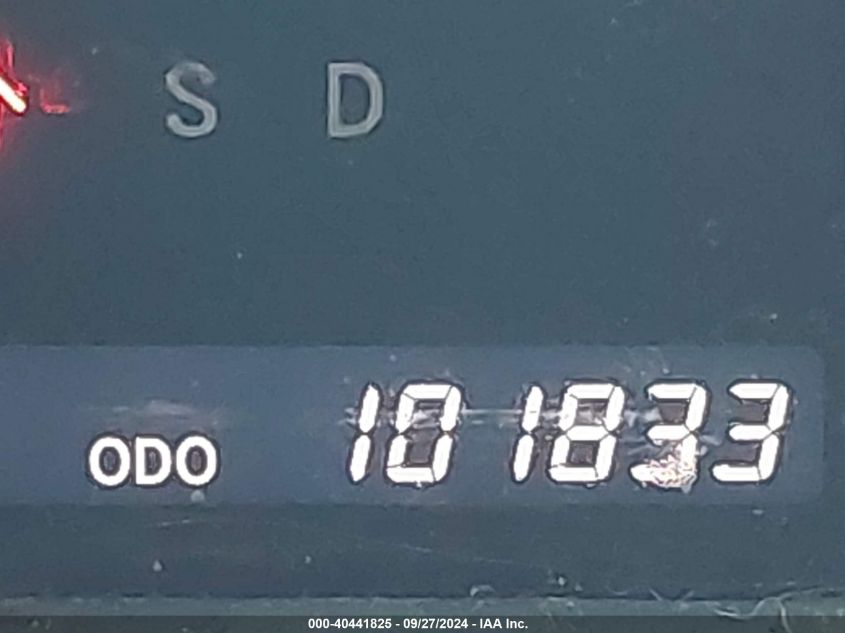 S D
ODO 101833
000-40441825 - 09/27/2024 - IAA Inc.